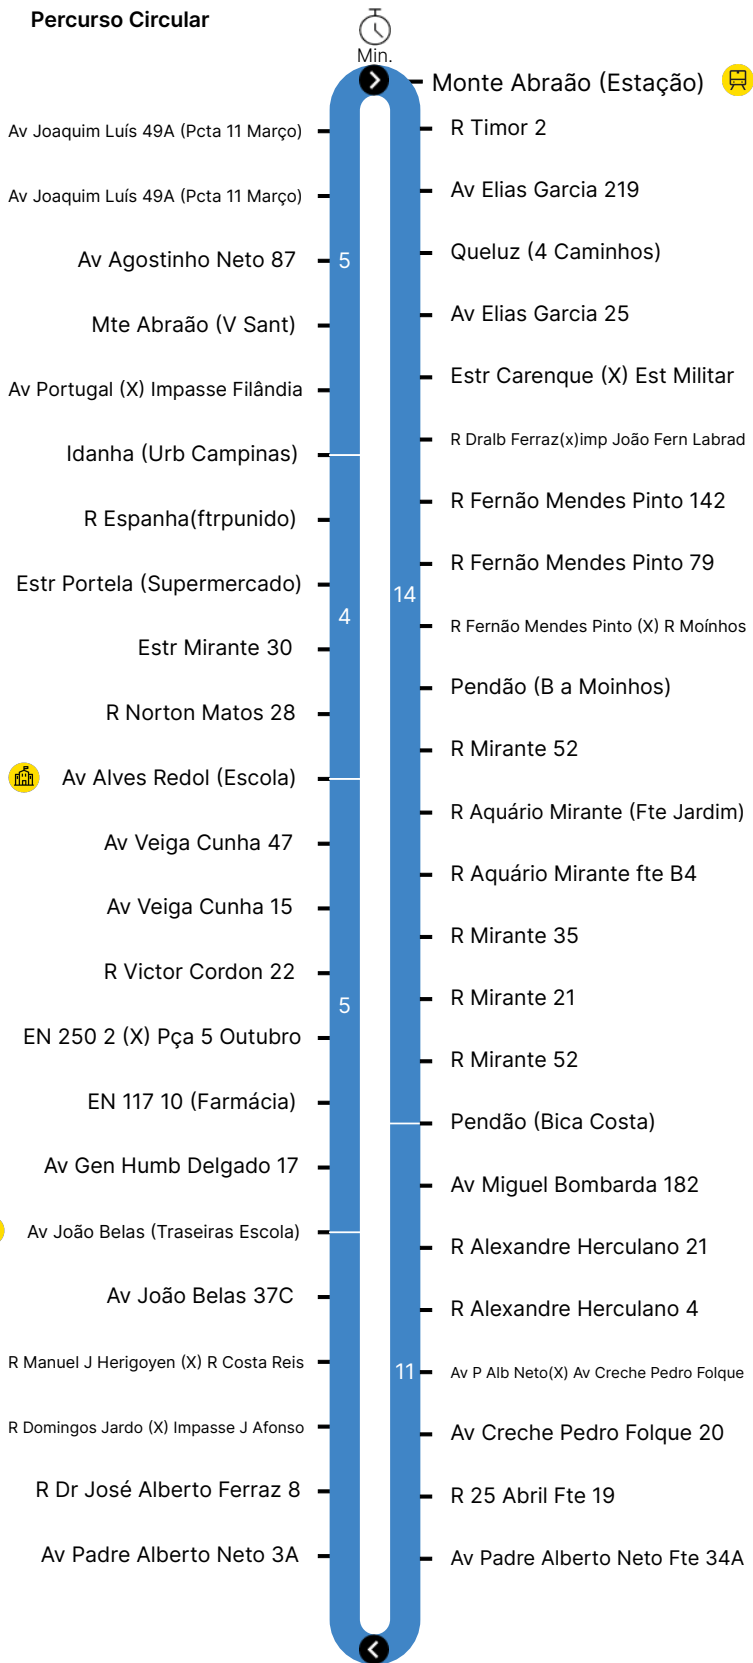 Percurso Circular
Min.
Monte Abraão (Estação)
R Timor 2
Av Elias Garcia 219
Queluz (4 Caminhos)
Av Elias Garcia 25
Estr Carenque (X) Est Militar
R Dralb Ferraz(x)imp João Fern Labrad
R Fernão Mendes Pinto 142
R Fernão Mendes Pinto 79
14
R Fernão Mendes Pinto (X) R Moínhos
Pendão (B a Moinhos)
R Mirante 52
R Aquário Mirante (Fte Jardim)
R Aquário Mirante fte B4
R Mirante 35
R Mirante 21
R Mirante 52
Pendão (Bica Costa)
Av Miguel Bombarda 182
R Alexandre Herculano 21
R Alexandre Herculano 4
11
Av P Alb Neto(X) Av Creche Pedro Folque
Av Creche Pedro Folque 20
R 25 Abril Fte 19
Av Padre Alberto Neto Fte 34A
Av Joaquim Luís 49A (Pcta 11 Março)
Av Joaquim Luís 49A (Pcta 11 Março)
Av Agostinho Neto 87
5
Mte Abraão (V Sant)
Av Portugal (X) Impasse Filândia
Idanha (Urb Campinas)
R Espanha(ftrpunido)
Estr Portela (Supermercado)
4
Estr Mirante 30
R Norton Matos 28
Av Alves Redol (Escola)
Av Veiga Cunha 47
Av Veiga Cunha 15
R Victor Cordon 22
5
EN 250 2 (X) Pça 5 Outubro
EN 117 10 (Farmácia)
Av Gen Humb Delgado 17
Av João Belas (Traseiras Escola)
Av João Belas 37C
R Manuel J Herigoyen (X) R Costa Reis
R Domingos Jardo (X) Impasse J Afonso
R Dr José Alberto Ferraz 8
Av Padre Alberto Neto 3A